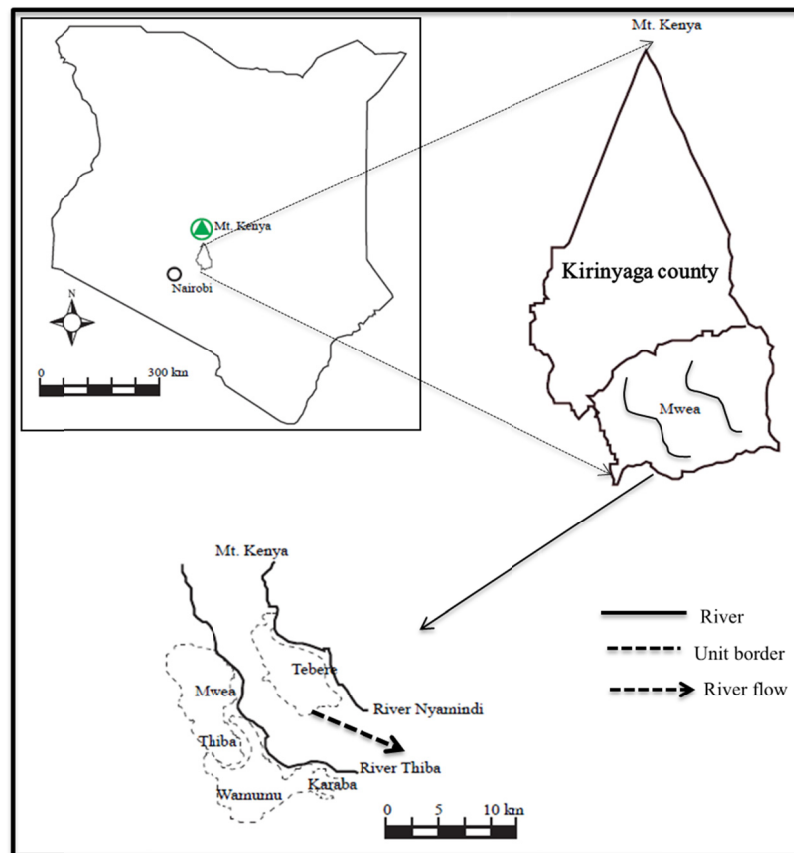 Mt. Kenya
Mt. Kenya
Nairobi
N
0 300 km
Kirinyaga county
Mwea
Mt. Kenya
Tebere
Mwea
River Nyamindi
Thiba
River Thiba
Karaba
Wamumu
0 5 10 km
River
Unit border
River flow